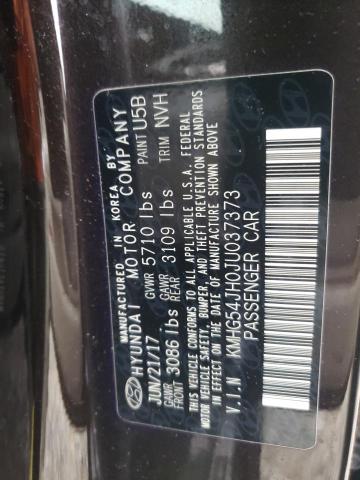 MANUFACTURED IN KOREA BY
HYUNDAI MOTOR COMPANY
JUN/21/17 GVWR 5710 lbs PAINT U5B
GAWR FRONT 3086 lbs GAWR REAR 3109 lbs TRIM NVH
THIS VEHICLE CONFORMS TO ALL APPLICABLE U.S.A. FEDERAL
MOTOR VEHICLE SAFETY, BUMPER, AND THEFT PREVENTION STANDARDS
IN EFFECT ON THE DATE OF MANUFACTURE SHOWN ABOVE
V.I.N KMHG54JH0JU037373
PASSENGER CAR